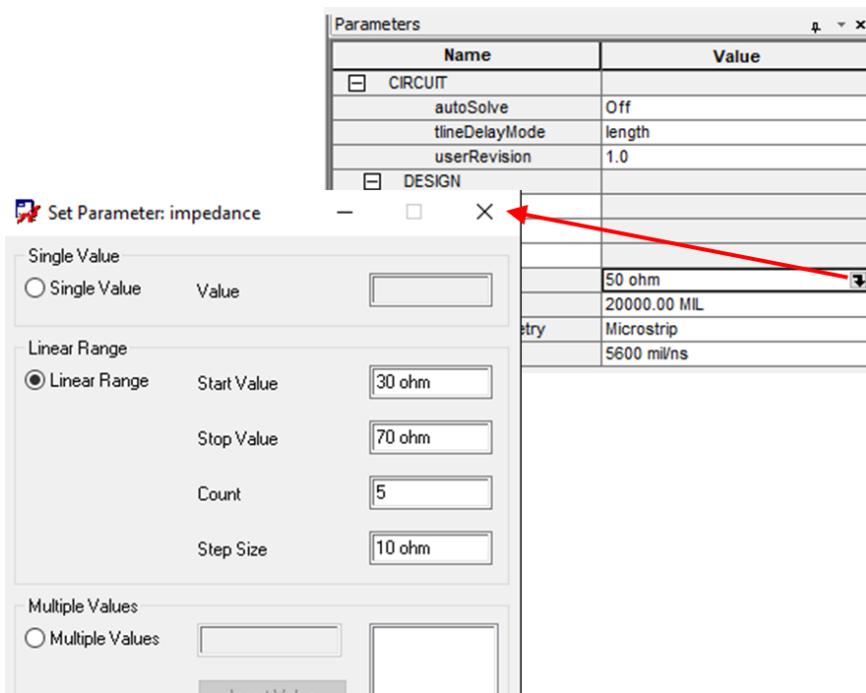 Parameters
Name Value
CIRCUIT
autoSolve Off
tlineDelayMode length
userRevision 1.0
DESIGN
50 ohm
20000.00 MIL
etry Microstrip
5600 mil/ns
Set Parameter: impedance
Single Value
Single Value Value
Linear Range
Linear Range Start Value 30 ohm
Stop Value 70 ohm
Count 5
Step Size 10 ohm
Multiple Values
Multiple Values